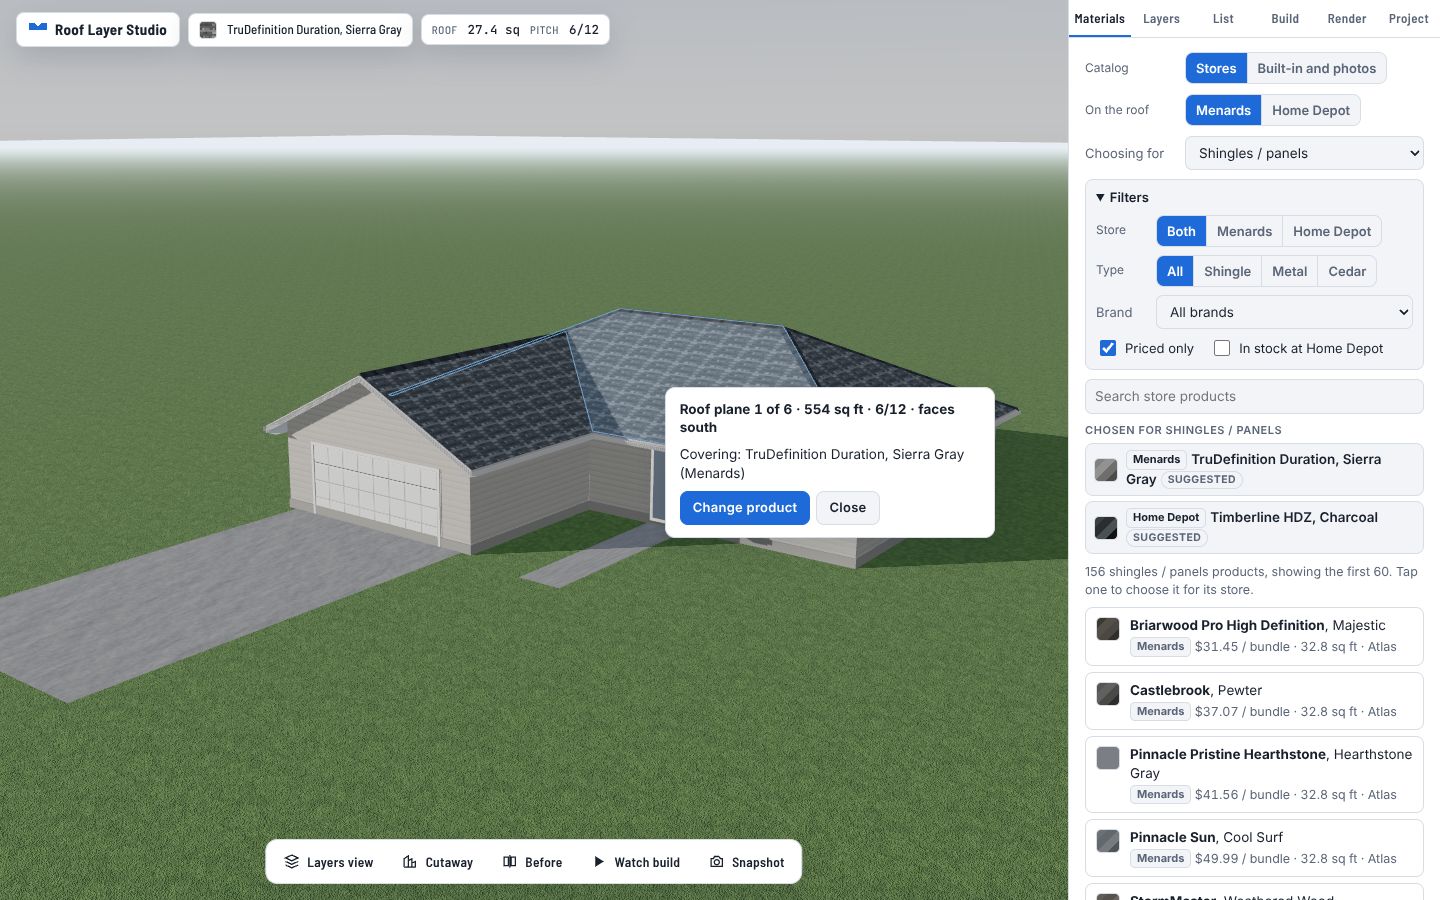 Roof Layer Studio
TruDefinition Duration, Sierra Gray
ROOF 27.4 sq PITCH 6/12
Materials Layers List Build Render Project
Catalog Stores Built-in and photos
On the roof Menards Home Depot
Choosing for Shingles / panels
▼ Filters
Store Both Menards Home Depot
Type All Shingle Metal Cedar
Brand All brands
Priced only In stock at Home Depot
Search store products
CHOSEN FOR SHINGLES / PANELS
Menards TruDefinition Duration, Sierra
Gray SUGGESTED
Home Depot Timberline HDZ, Charcoal
SUGGESTED
156 shingles / panels products, showing the first 60. Tap
one to choose it for its store.
Briarwood Pro High Definition, Majestic
Menards $31.45 / bundle · 32.8 sq ft · Atlas
Castlebrook, Pewter
Menards $37.07 / bundle · 32.8 sq ft · Atlas
Pinnacle Pristine Hearthstone, Hearthstone
Gray
Menards $41.56 / bundle · 32.8 sq ft · Atlas
Pinnacle Sun, Cool Surf
Menards $49.99 / bundle · 32.8 sq ft · Atlas
StormMaster, Weathered Wood
Roof plane 1 of 6 · 554 sq ft · 6/12 · faces
south
Covering: TruDefinition Duration, Sierra Gray
(Menards)
Change product Close
Layers view Cutaway Before Watch build Snapshot